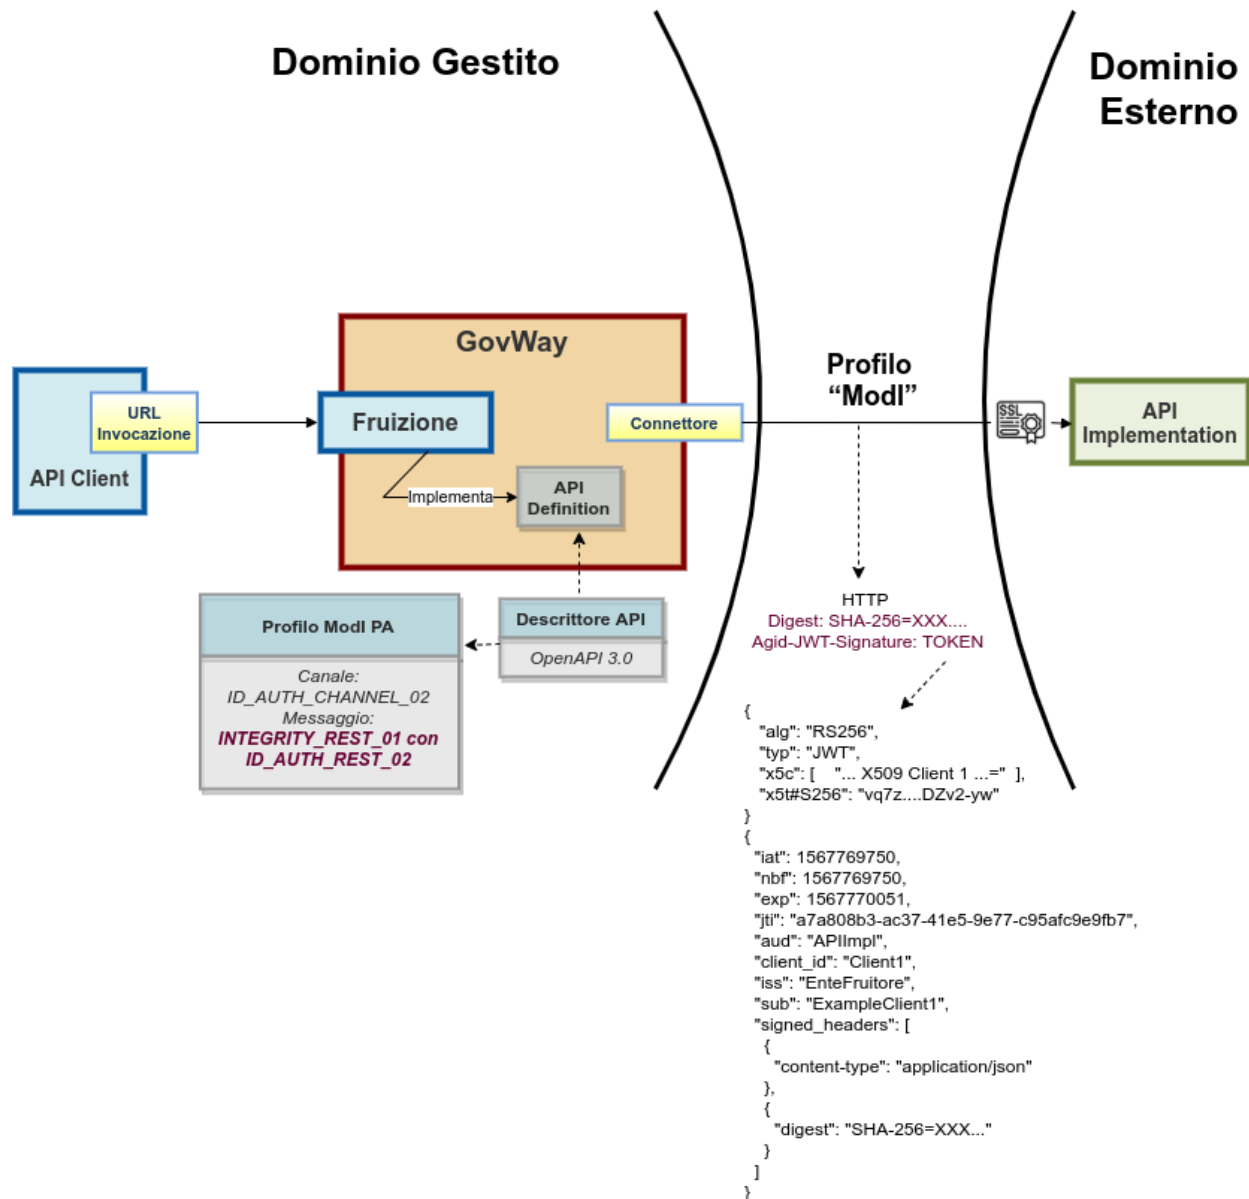 Dominio Gestito
Dominio
Esterno
GovWay
Profilo
“ModI”
URL
Invocazione
API Client
Fruizione
Connettore
SSL
API
Implementation
Implementa
API
Definition
HTTP
Digest: SHA-256=XXX....
Agid-JWT-Signature: TOKEN
Profilo ModI PA
Canale:
ID_AUTH_CHANNEL_02
Messaggio:
INTEGRITY_REST_01 con
ID_AUTH_REST_02
Descrittore API
OpenAPI 3.0
{
"alg": "RS256",
"typ": "JWT",
"x5c": [ "... X509 Client 1 ...=" ],
"x5t#S256": "vq7z....DZv2-yw"
}
{
"iat": 1567769750,
"nbf": 1567769750,
"exp": 1567770051,
"jti": "a7a808b3-ac37-41e5-9e77-c95afc9e9fb7",
"aud": "APIImpl",
"client_id": "Client1",
"iss": "EnteFruitore",
"sub": "ExampleClient1",
"signed_headers": [
{
"content-type": "application/json"
},
{
"digest": "SHA-256=XXX..."
}
]
}